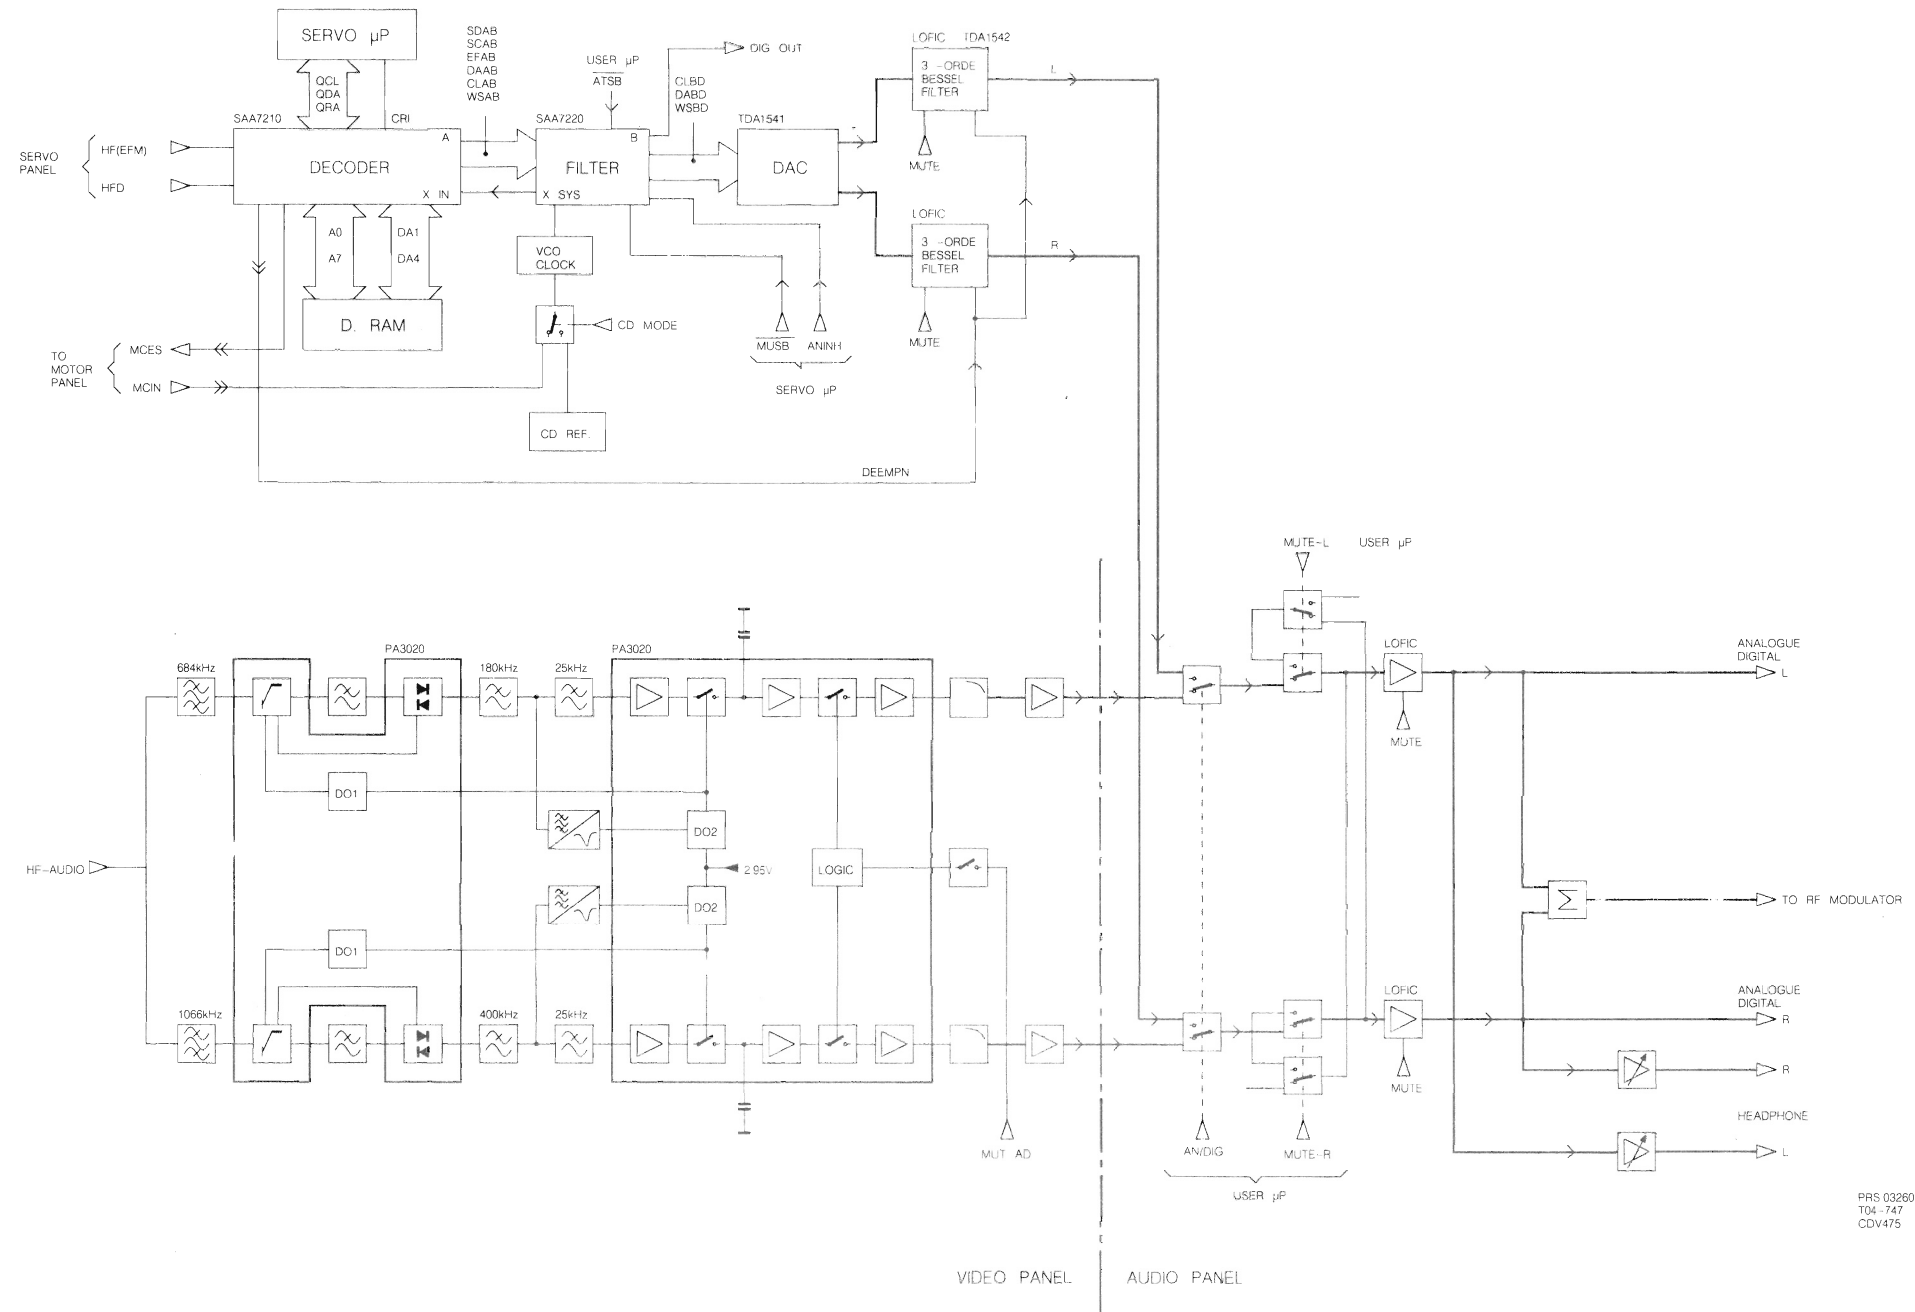 SERVO µP
QCL
QDA
QRA
SAA7210
CRI
SDAB
SCAB
EFAB
DAAB
CLAB
WSAB
USER µP
ATSB
DIG OUT
CLBD
DABD
WSBD
LOFIC TDA1542
3 -ORDE
BESSEL
FILTER
L
MUTE
SERVO
PANEL
HF(EFM)
HFD
A
DECODER
X IN
SAA7220
B
FILTER
X SYS
TDA1541
DAC
LOFIC
3 -ORDE
BESSEL
FILTER
R
MUTE
A0
A7
DA1
DA4
D. RAM
VCO
CLOCK
CD MODE
CD REF.
MUSB
ANINH
SERVO µP
TO
MOTOR
PANEL
MCES
MCIN
DEEMPN
MUTE-L
USER µP
PA3020
PA3020
684kHz
180kHz
25kHz
LOFIC
ANALOGUE
DIGITAL
L
MUTE
DO1
DO2
HF-AUDIO
2.95V
LOGIC
DO2
DO1
Σ
TO RF MODULATOR
1066kHz
400kHz
25kHz
LOFIC
ANALOGUE
DIGITAL
R
MUTE
R
HEADPHONE
L
MUT AD
AN/DIG
MUTE-R
USER µP
PRS 03260
T04-747
CDV475
VIDEO PANEL
AUDIO PANEL